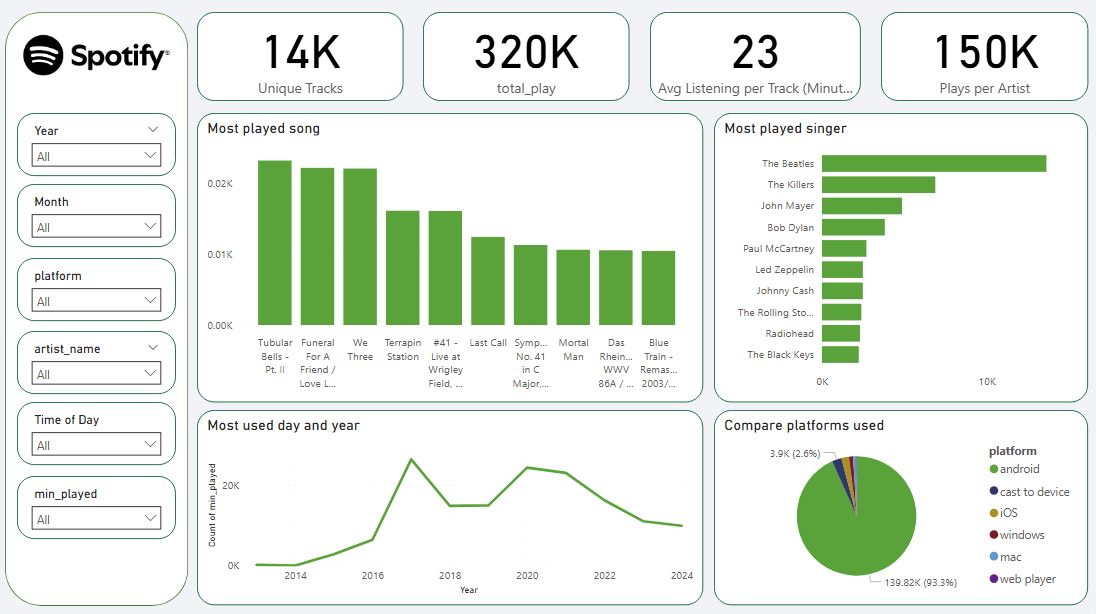 Spotify®
Year
All
Month
All
platform
All
artist_name
All
Time of Day
All
min_played
All
14K
Unique Tracks
320K
total_play
23
Avg Listening per Track (Minut...
150K
Plays per Artist
Most played song
0.02K
0.01K
0.00K
Tubular
Bells -
Pt. II
Funeral
For A
Friend /
Love L...
We
Three
Terrapin
Station
#41 -
Live at
Wrigley
Field, ...
Last Call
Symp...
No. 41
in C
Major,...
Mortal
Man
Das
Rhein...
WWV
86A / ...
Blue
Train -
Remas...
2003/...
Most played singer
The Beatles
The Killers
John Mayer
Bob Dylan
Paul McCartney
Led Zeppelin
Johnny Cash
The Rolling Sto...
Radiohead
The Black Keys
0K 10K
Most used day and year
Count of min_played
20K
0K
2014 2016 2018 2020 2022 2024
Year
Compare platforms used
3.9K (2.6%)
139.82K (93.3%)
platform
android
cast to device
iOS
windows
mac
web player